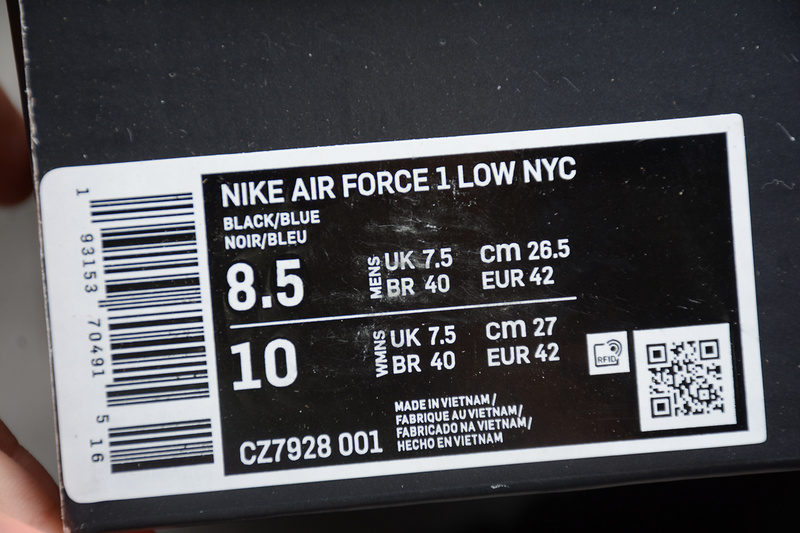 NIKE AIR FORCE 1 LOW NYC
BLACK/BLUE
NOIR/BLEU
8.5 MENS UK 7.5 cm 26.5
BR 40 EUR 42
10 WMNS UK 7.5 cm 27
BR 40 EUR 42
RFID
MADE IN VIETNAM/
FABRIQUE AU VIETNAM/
FABRICADO NA VIETNAM/
HECHO EN VIETNAM
CZ7928 001
1 93153 70491 5 16